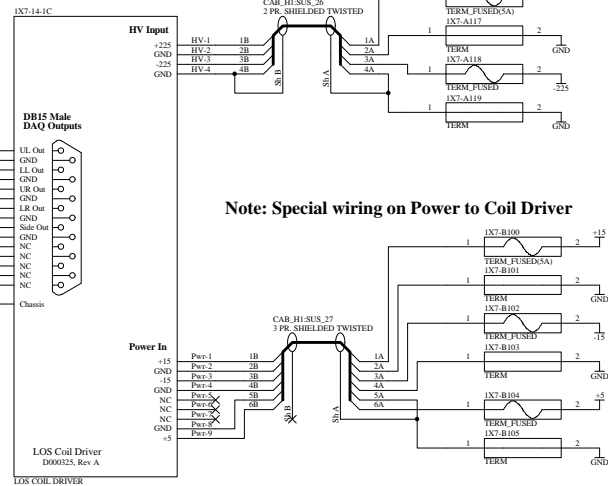 1X7-14-1C
CAB_H1:SUS_26
2 PR. SHIELDED TWISTED
TERM_FUSED(5A)
1X7-A117
HV Input
+225 HV-1 1B
GND HV-2 2B
-225 HV-3 3B
GND HV-4 4B
Sh B
Sh A
1A
2A
3A
4A
1 2
GND
TERM
1X7-A118
1 2
-225
TERM_FUSED
1X7-A119
1 2
GND
TERM
DB15 Male
DAQ Outputs
UL Out
GND
LL Out
GND
UR Out
GND
LR Out
GND
Side Out
GND
NC
NC
NC
NC
NC
Chassis
Note: Special wiring on Power to Coil Driver
1X7-B100
1 2 +15
TERM_FUSED(5A)
1X7-B101
1 2
GND
TERM
1X7-B102
1 2
-15
TERM_FUSED
1X7-B103
1 2
GND
TERM
1X7-B104
1 2 +5
TERM_FUSED
1X7-B105
1 2
GND
TERM
CAB_H1:SUS_27
3 PR. SHIELDED TWISTED
Power In
+15 Pwr-1 1B
GND Pwr-2 2B
-15 Pwr-3 3B
GND Pwr-4 4B
NC Pwr-5 5B
NC Pwr-6 6B
NC Pwr-7
GND Pwr-8
+5 Pwr-9
Sh B
Sh A
1A
2A
3A
4A
5A
6A
LOS Coil Driver
D000325, Rev A
LOS COIL DRIVER